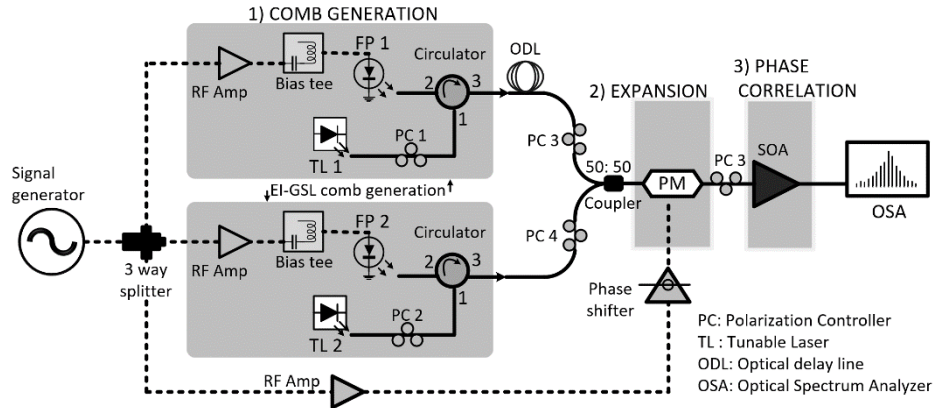 1) COMB GENERATION
FP 1
Circulator
2
3
1
RF Amp
Bias tee
PC 1
TL 1
ODL
2) EXPANSION
3) PHASE
CORRELATION
PC 3
50: 50
Coupler
PM
PC 3
SOA
OSA
Signal
generator
EI-GSL comb generation
3 way
splitter
FP 2
Circulator
2
3
1
RF Amp
Bias tee
PC 2
TL 2
PC 4
Phase
shifter
RF Amp
PC: Polarization Controller
TL : Tunable Laser
ODL: Optical delay line
OSA: Optical Spectrum Analyzer